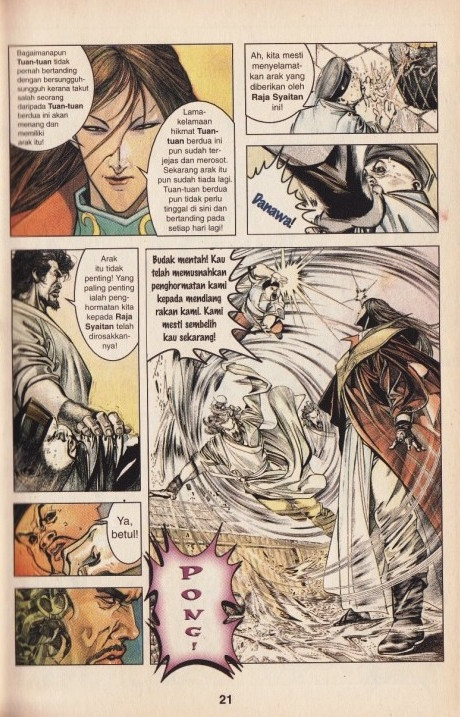 Bagaimanapun
Tuan-tuan tidak
pernah bertanding
dengan bersungguh-
sungguh kerana takut
salah seorang
daripada Tuan-tuan
berdua ini akan
menang dan
memiliki
arak itu!
Lama-
kelamaan
hikmat Tuan-
tuan berdua ini
pun sudah ter-
jejas dan merosot.
Sekarang arak itu
pun sudah tiada lagi.
Tuan-tuan berdua
pun tidak perlu
tinggal di sini dan
bertanding pada
setiap hari lagi!
Ah, kita mesti
menyelamat-
kan arak yang
diberikan oleh
Raja Syaitan
ini!
Danawa!
Arak
itu tidak
penting! Yang
paling penting
ialah peng-
hormatan kita
kepada Raja
Syaitan telah
dirosakkan-
nya!
Budak mentah! Kau
telah memusnahkan
penghormatan kami
kepada mendiang
rakan kami. Kami
mesti sembelih
kau sekarang!
Ya,
betul!
PONG!
21